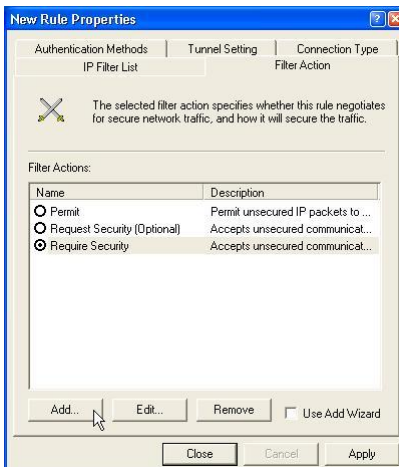 New Rule Properties
Authentication Methods Tunnel Setting Connection Type
IP Filter List Filter Action
The selected filter action specifies whether this rule negotiates
for secure network traffic, and how it will secure the traffic.
Filter Actions:
Name Description
Permit Permit unsecured IP packets to ...
Request Security (Optional) Accepts unsecured communicat...
Require Security Accepts unsecured communicat...
Add... Edit... Remove Use Add Wizard
Close Cancel Apply